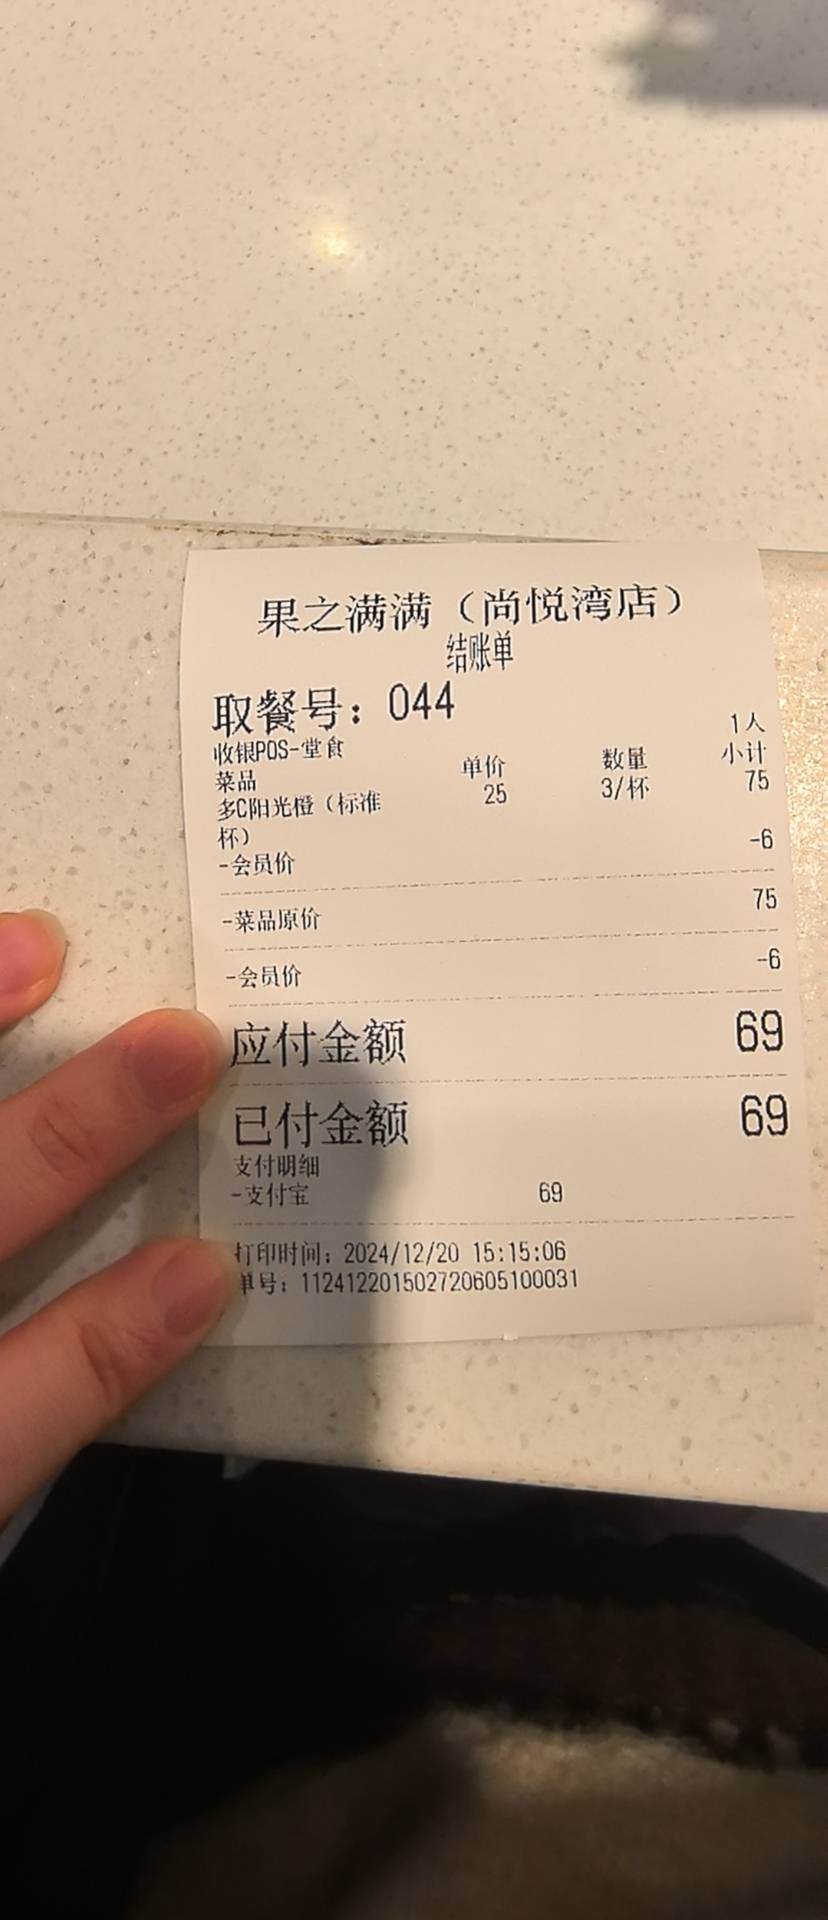 果之满满（尚悦湾店）
结账单
取餐号：044
收银POS-堂食 1人
菜品 单价 数量 小计
多C阳光橙（标准 25 3/杯 75
杯）
-会员价 -6
-菜品原价 75
-会员价 -6
应付金额 69
已付金额 69
支付明细
-支付宝 69
打印时间：2024/12/20 15:15:06
单号：112412201502720605100031